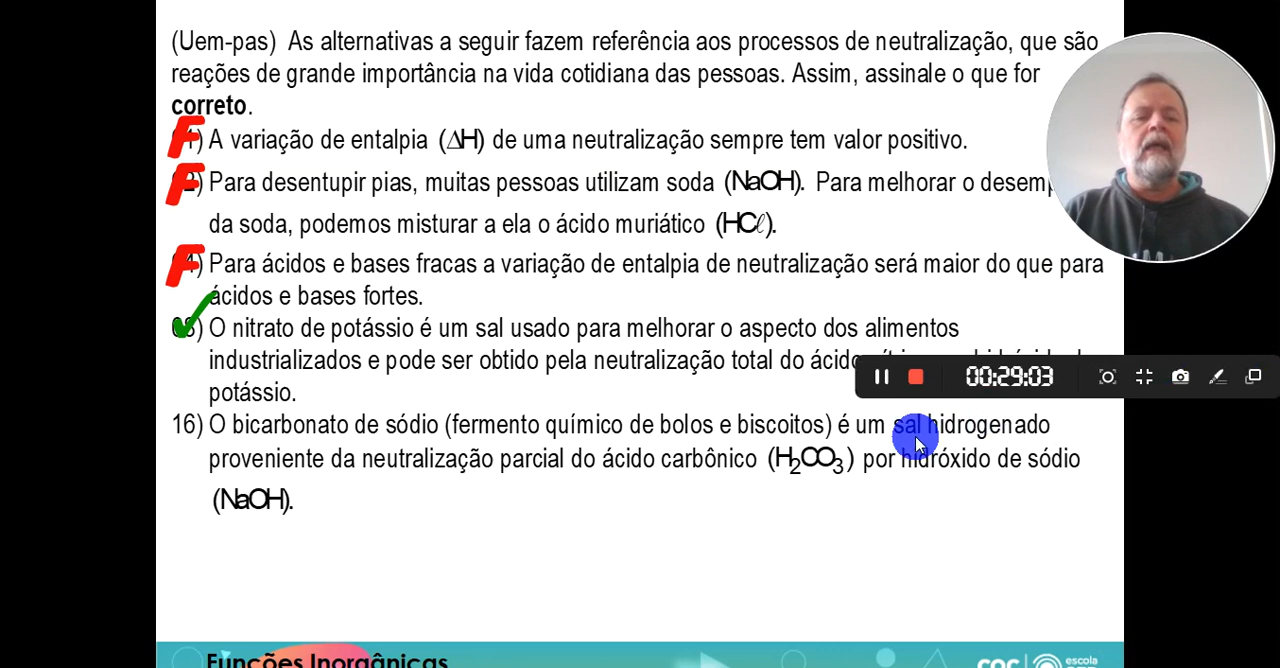 (Uem-pas) As alternativas a seguir fazem referência aos processos de neutralização, que são
reações de grande importância na vida cotidiana das pessoas. Assim, assinale o que for
correto.
F 1) A variação de entalpia (ΔH) de uma neutralização sempre tem valor positivo.
F 2) Para desentupir pias, muitas pessoas utilizam soda (NaOH). Para melhorar o
da soda, podemos misturar a ela o ácido muriático (HCℓ).
F 4) Para ácidos e bases fracas a variação de entalpia de neutralização será maior do que para
ácidos e bases fortes.
✓ 08) O nitrato de potássio é um sal usado para melhorar o aspecto dos alimentos
industrializados e pode ser obtido pela neutralização total do
potássio.
00:29:03
16) O bicarbonato de sódio (fermento químico de bolos e biscoitos) é um sal hidrogenado
proveniente da neutralização parcial do ácido carbônico (H₂CO₃) por hidróxido de sódio
(NaOH).
Funções Inorgânicas
coc escola